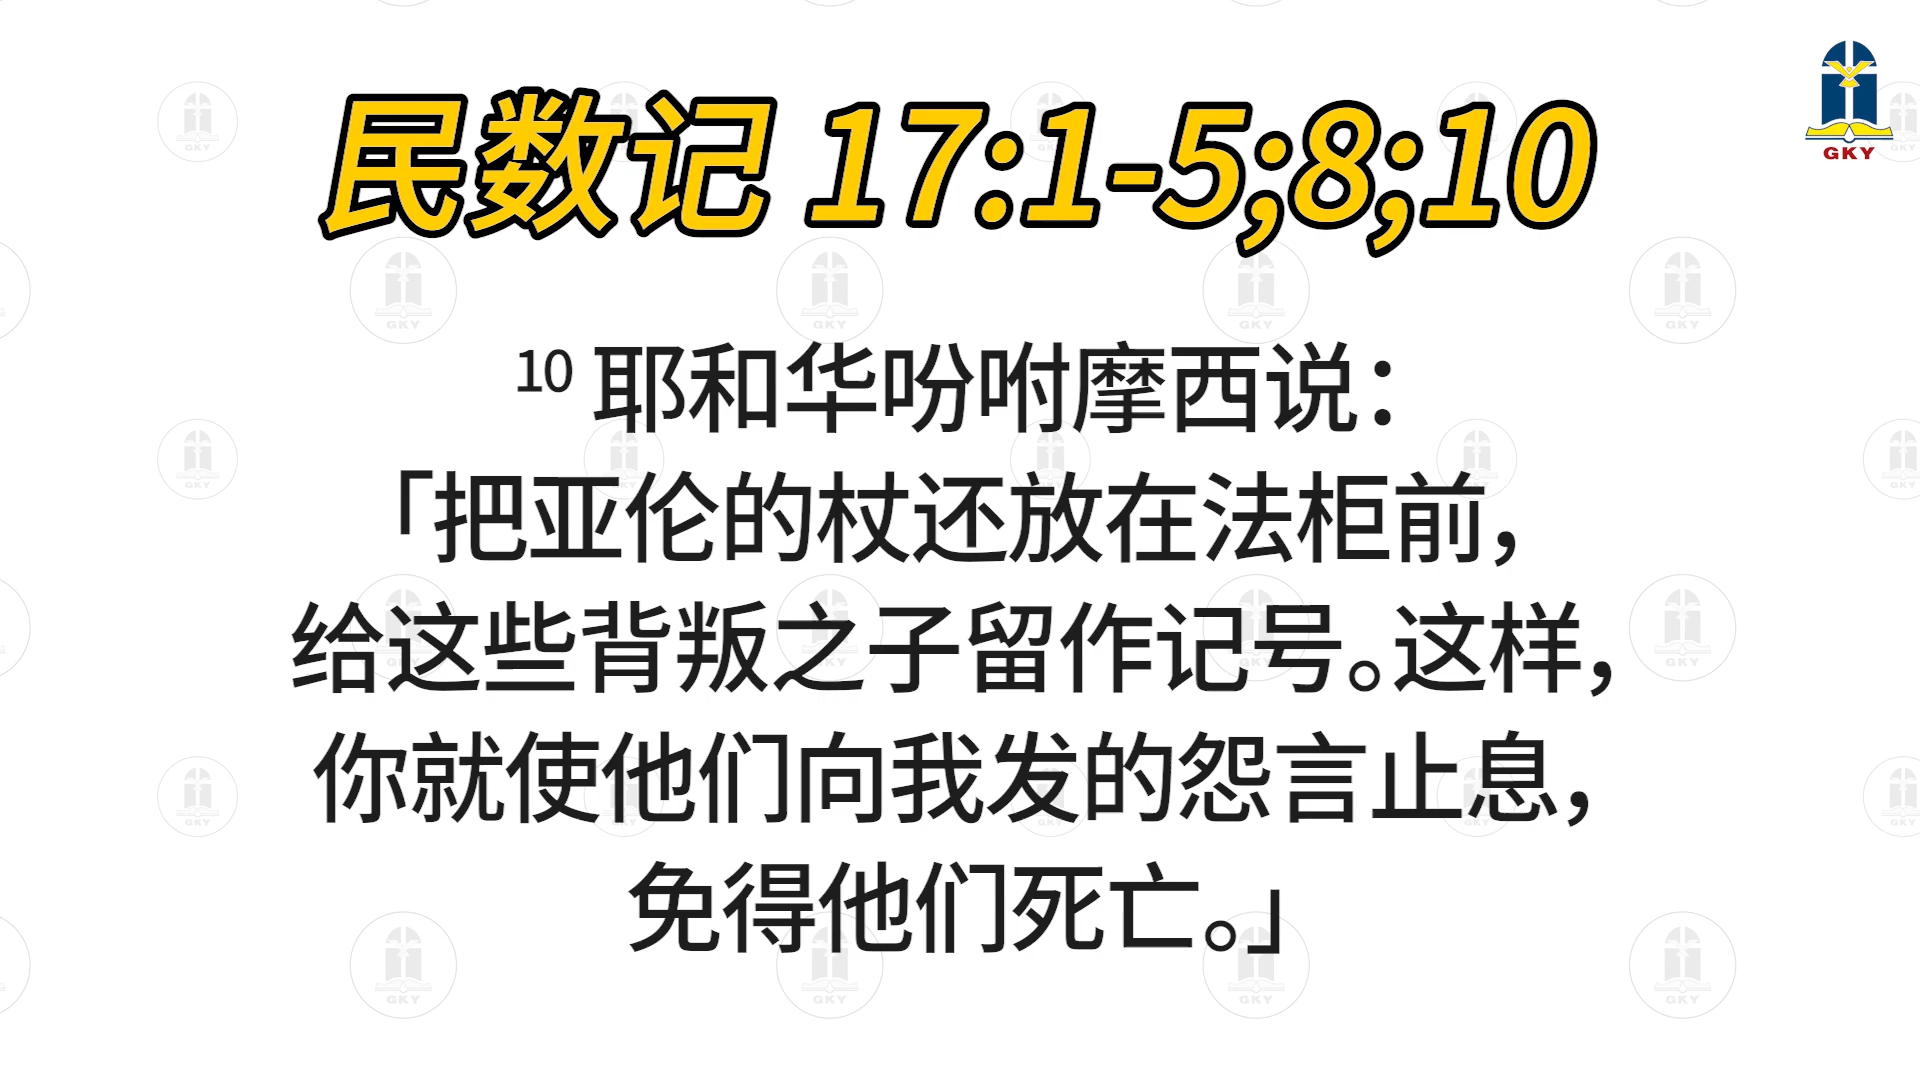 民数记 17:1-5;8;10
GKY
10 耶和华吩咐摩西说：
「把亚伦的杖还放在法柜前，
给这些背叛之子留作记号。这样，
你就使他们向我发的怨言止息，
免得他们死亡。」